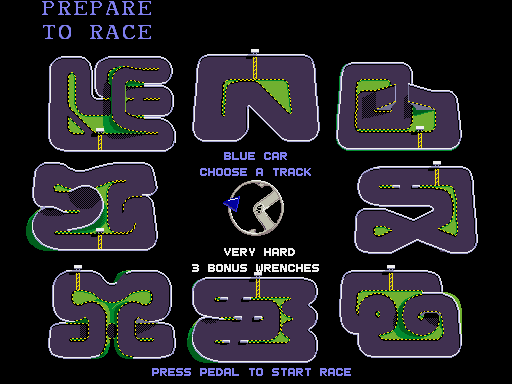 PREPARE
TO RACE
BLUE CAR
CHOOSE A TRACK
VERY HARD
3 BONUS WRENCHES
PRESS PEDAL TO START RACE